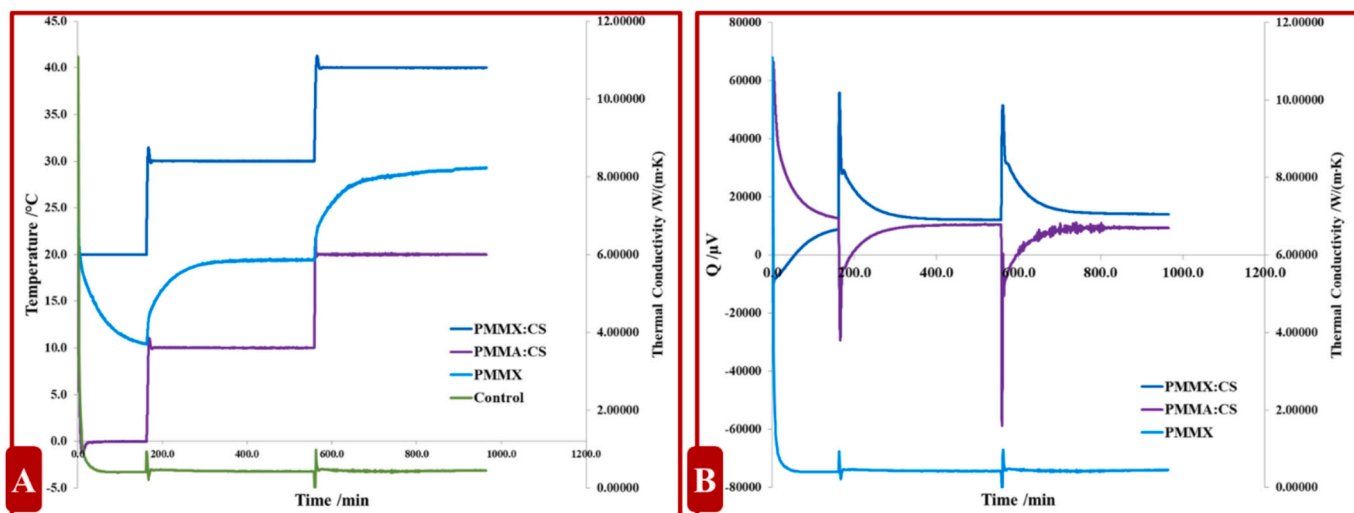 45.0
40.0
35.0
30.0
25.0
20.0
15.0
10.0
5.0
0.0
-5.0
Temperature /°C
0.0 200.0 400.0 600.0 800.0 1000.0 1200.0
Time /min
12.00000
10.00000
8.00000
6.00000
4.00000
2.00000
0.00000
Thermal Conductivity /W/(m·K)
PMMX:CS
PMMA:CS
PMMX
Control
A
80000
60000
40000
20000
0
-20000
-40000
-60000
-80000
Q /µV
0.0 200.0 400.0 600.0 800.0 1000.0 1200.0
Time /min
12.00000
10.00000
8.00000
6.00000
4.00000
2.00000
0.00000
Thermal Conductivity /W/(m·K)
PMMX:CS
PMMA:CS
PMMX
B